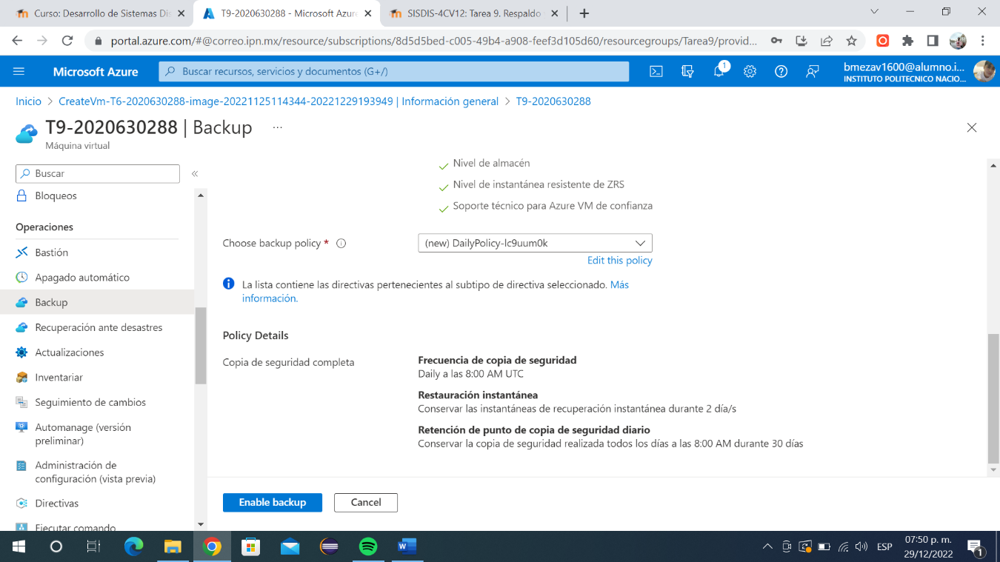 Curso: Desarrollo de Sistemas Dis
T9-2020630288 - Microsoft Azure
SISDIS-4CV12: Tarea 9. Respaldo
portal.azure.com/#@correo.ipn.mx/resource/subscriptions/8d5d5bed-c005-49b4-a908-feef3d105d60/resourcegroups/Tarea9/provid...
Microsoft Azure
Buscar recursos, servicios y documentos (G+/)
1
bmezav1600@alumno.i...
INSTITUTO POLITECNICO NACIO...
Inicio > CreateVm-T6-2020630288-image-20221125114344-20221229193949 | Información general > T9-2020630288
T9-2020630288 | Backup ...
Máquina virtual
Buscar
Bloqueos
Operaciones
Bastión
Apagado automático
Backup
Recuperación ante desastres
Actualizaciones
Inventariar
Seguimiento de cambios
Automanage (versión
preliminar)
Administración de
configuración (vista previa)
Directivas
Ejecutar comando
Nivel de almacén
Nivel de instantánea resistente de ZRS
Soporte técnico para Azure VM de confianza
Choose backup policy *
(new) DailyPolicy-lc9uum0k
Edit this policy
La lista contiene las directivas pertenecientes al subtipo de directiva seleccionado. Más
información.
Policy Details
Copia de seguridad completa
Frecuencia de copia de seguridad
Daily a las 8:00 AM UTC
Restauración instantánea
Conservar las instantáneas de recuperación instantánea durante 2 día/s
Retención de punto de copia de seguridad diario
Conservar la copia de seguridad realizada todos los días a las 8:00 AM durante 30 días
Enable backup
Cancel
ESP
07:50 p. m.
29/12/2022
1